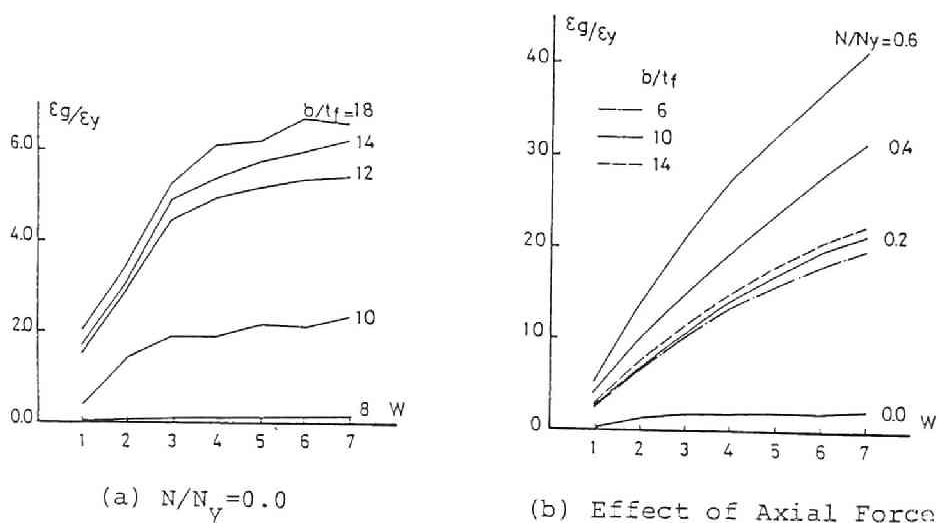 εg/εy
b/tf=18
14
12
10
8
6.0
4.0
2.0
0.0
1 2 3 4 5 6 7
W
(a) N/Ny=0.0
εg/εy
N/Ny=0.6
0.4
0.2
0.0
b/tf
6
10
14
40
30
20
10
0
1 2 3 4 5 6 7
W
(b) Effect of Axial Force